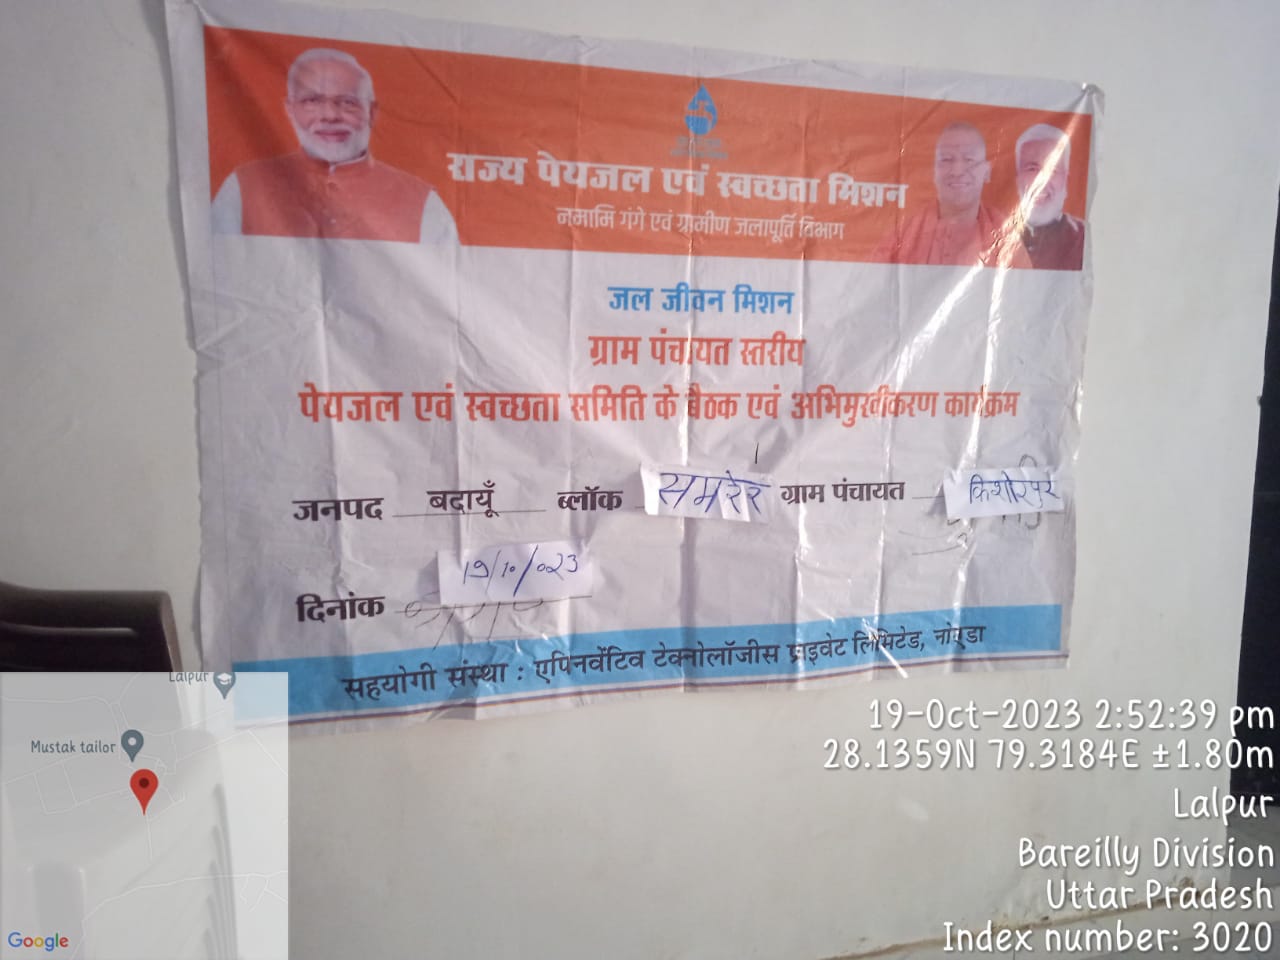 राज्य पेयजल एवं स्वच्छता मिशन
नमामि गंगे एवं ग्रामीण जलापूर्ति विभाग
जल जीवन मिशन
ग्राम पंचायत स्तरीय
पेयजल एवं स्वच्छता समिति के बैठक एवं अभिमुखीकरण कार्यक्रम
जनपद बदायूँ ब्लॉक समरेर ग्राम पंचायत किशोरपुर
दिनांक 19/10/023
सहयोगी संस्था : एपिनवेंटिव टेक्नोलॉजीस प्राइवेट लिमिटेड, नोएडा
Lalpur
Mustak tailor
Google
19-Oct-2023 2:52:39 pm
28.1359N 79.3184E ±1.80m
Lalpur
Bareilly Division
Uttar Pradesh
Index number: 3020